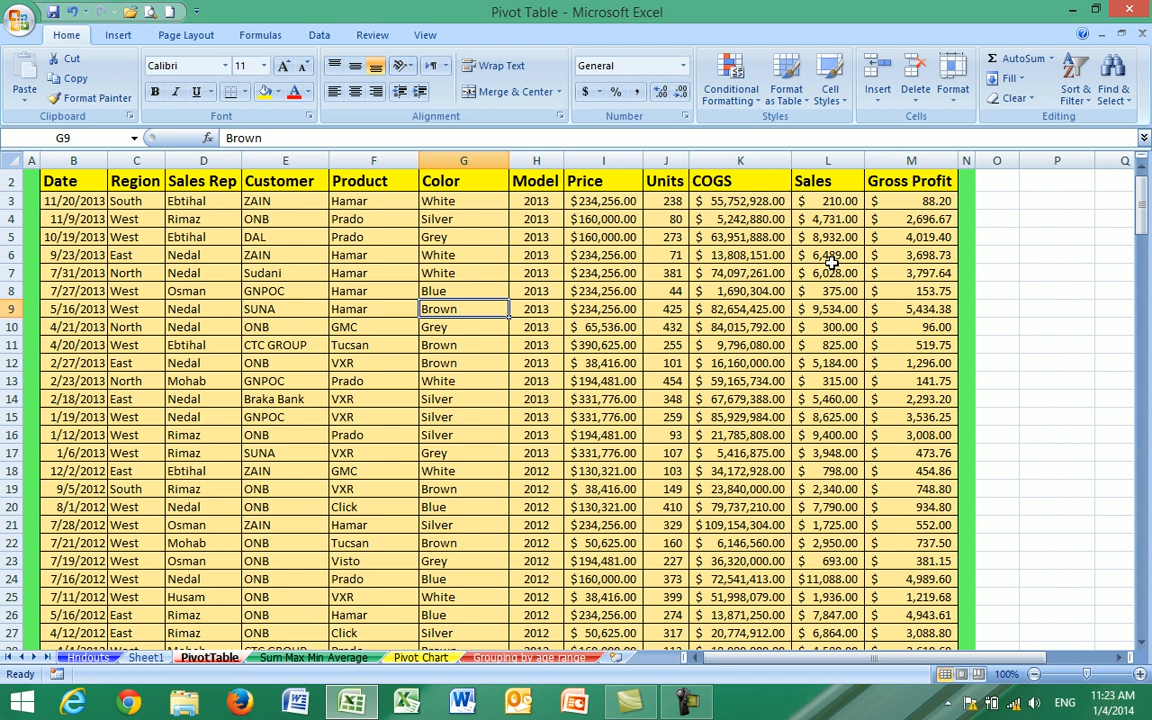 Pivot Table - Microsoft Excel
Home Insert Page Layout Formulas Data Review View
Paste Cut Copy Format Painter Clipboard
Calibri 11 Font
Wrap Text Merge & Center Alignment
General Number
Conditional Formatting Format as Table Cell Styles Styles
Insert Delete Format Cells
AutoSum Fill Clear Sort & Filter Find & Select Editing
G9 fx Brown
A B C D E F G H I J K L M N O P Q
2 Date Region Sales Rep Customer Product Color Model Price Units COGS Sales Gross Profit
3 11/20/2013 South Ebtihal ZAIN Hamar White 2013 $234,256.00 238 $ 55,752,928.00 $ 210.00 $ 88.20
4 11/9/2013 West Rimaz ONB Prado Silver 2013 $160,000.00 80 $ 5,242,880.00 $ 4,731.00 $ 2,696.67
5 10/19/2013 West Ebtihal DAL Prado Grey 2013 $160,000.00 273 $ 63,951,888.00 $ 8,932.00 $ 4,019.40
6 9/23/2013 East Nedal ZAIN Hamar White 2013 $234,256.00 71 $ 13,808,151.00 $ 6,489.00 $ 3,698.73
7 7/31/2013 North Nedal Sudani Hamar White 2013 $234,256.00 381 $ 74,097,261.00 $ 6,028.00 $ 3,797.64
8 7/27/2013 West Osman GNPOC Hamar Blue 2013 $234,256.00 44 $ 1,690,304.00 $ 375.00 $ 153.75
9 5/16/2013 West Nedal SUNA Hamar Brown 2013 $234,256.00 425 $ 82,654,425.00 $ 9,534.00 $ 5,434.38
10 4/21/2013 North Nedal ONB GMC Grey 2013 $ 65,536.00 432 $ 84,015,792.00 $ 300.00 $ 96.00
11 4/20/2013 West Ebtihal CTC GROUP Tucsan Brown 2013 $390,625.00 255 $ 9,796,080.00 $ 825.00 $ 519.75
12 2/27/2013 East Nedal ONB VXR Brown 2013 $ 38,416.00 101 $ 16,160,000.00 $ 5,184.00 $ 1,296.00
13 2/23/2013 North Mohab GNPOC Prado White 2013 $194,481.00 454 $ 59,165,734.00 $ 315.00 $ 141.75
14 2/18/2013 East Nedal Braka Bank VXR Silver 2013 $331,776.00 348 $ 67,679,388.00 $ 5,460.00 $ 2,293.20
15 1/19/2013 West Nedal GNPOC VXR Silver 2013 $331,776.00 259 $ 85,929,984.00 $ 8,625.00 $ 3,536.25
16 1/12/2013 West Rimaz ONB Prado Silver 2013 $194,481.00 93 $ 21,785,808.00 $ 9,400.00 $ 3,008.00
17 1/6/2013 West Rimaz SUNA VXR Grey 2013 $331,776.00 107 $ 5,416,875.00 $ 3,948.00 $ 473.76
18 12/2/2012 East Ebtihal ZAIN GMC White 2012 $130,321.00 103 $ 34,172,928.00 $ 798.00 $ 454.86
19 9/5/2012 South Rimaz ONB VXR Brown 2012 $ 38,416.00 149 $ 23,840,000.00 $ 2,340.00 $ 748.80
20 8/1/2012 West Nedal ONB Click Blue 2012 $130,321.00 410 $ 79,737,210.00 $ 7,790.00 $ 934.80
21 7/28/2012 West Osman ZAIN Hamar Silver 2012 $234,256.00 329 $109,154,304.00 $ 1,725.00 $ 552.00
22 7/21/2012 West Mohab ONB Tucsan Brown 2012 $ 50,625.00 160 $ 6,146,560.00 $ 2,950.00 $ 737.50
23 7/19/2012 West Osman ONB Visto Grey 2012 $194,481.00 227 $ 36,320,000.00 $ 693.00 $ 381.15
24 7/16/2012 West Nedal ONB Prado Blue 2012 $160,000.00 373 $ 72,541,413.00 $11,088.00 $ 4,989.60
25 7/11/2012 West Husam ONB VXR White 2012 $ 38,416.00 399 $ 51,998,079.00 $ 1,936.00 $ 1,219.68
26 5/16/2012 East Rimaz ONB Hamar Blue 2012 $234,256.00 274 $ 13,871,250.00 $ 7,847.00 $ 4,943.61
27 4/12/2012 East Rimaz ONB Click Silver 2012 $ 50,625.00 317 $ 20,774,912.00 $ 6,864.00 $ 3,088.80
Hndouts Sheet1 PivotTable Sum Max Min Average Pivot Chart Grouping by age range
Ready 100%
ENG 11:23 AM
1/4/2014